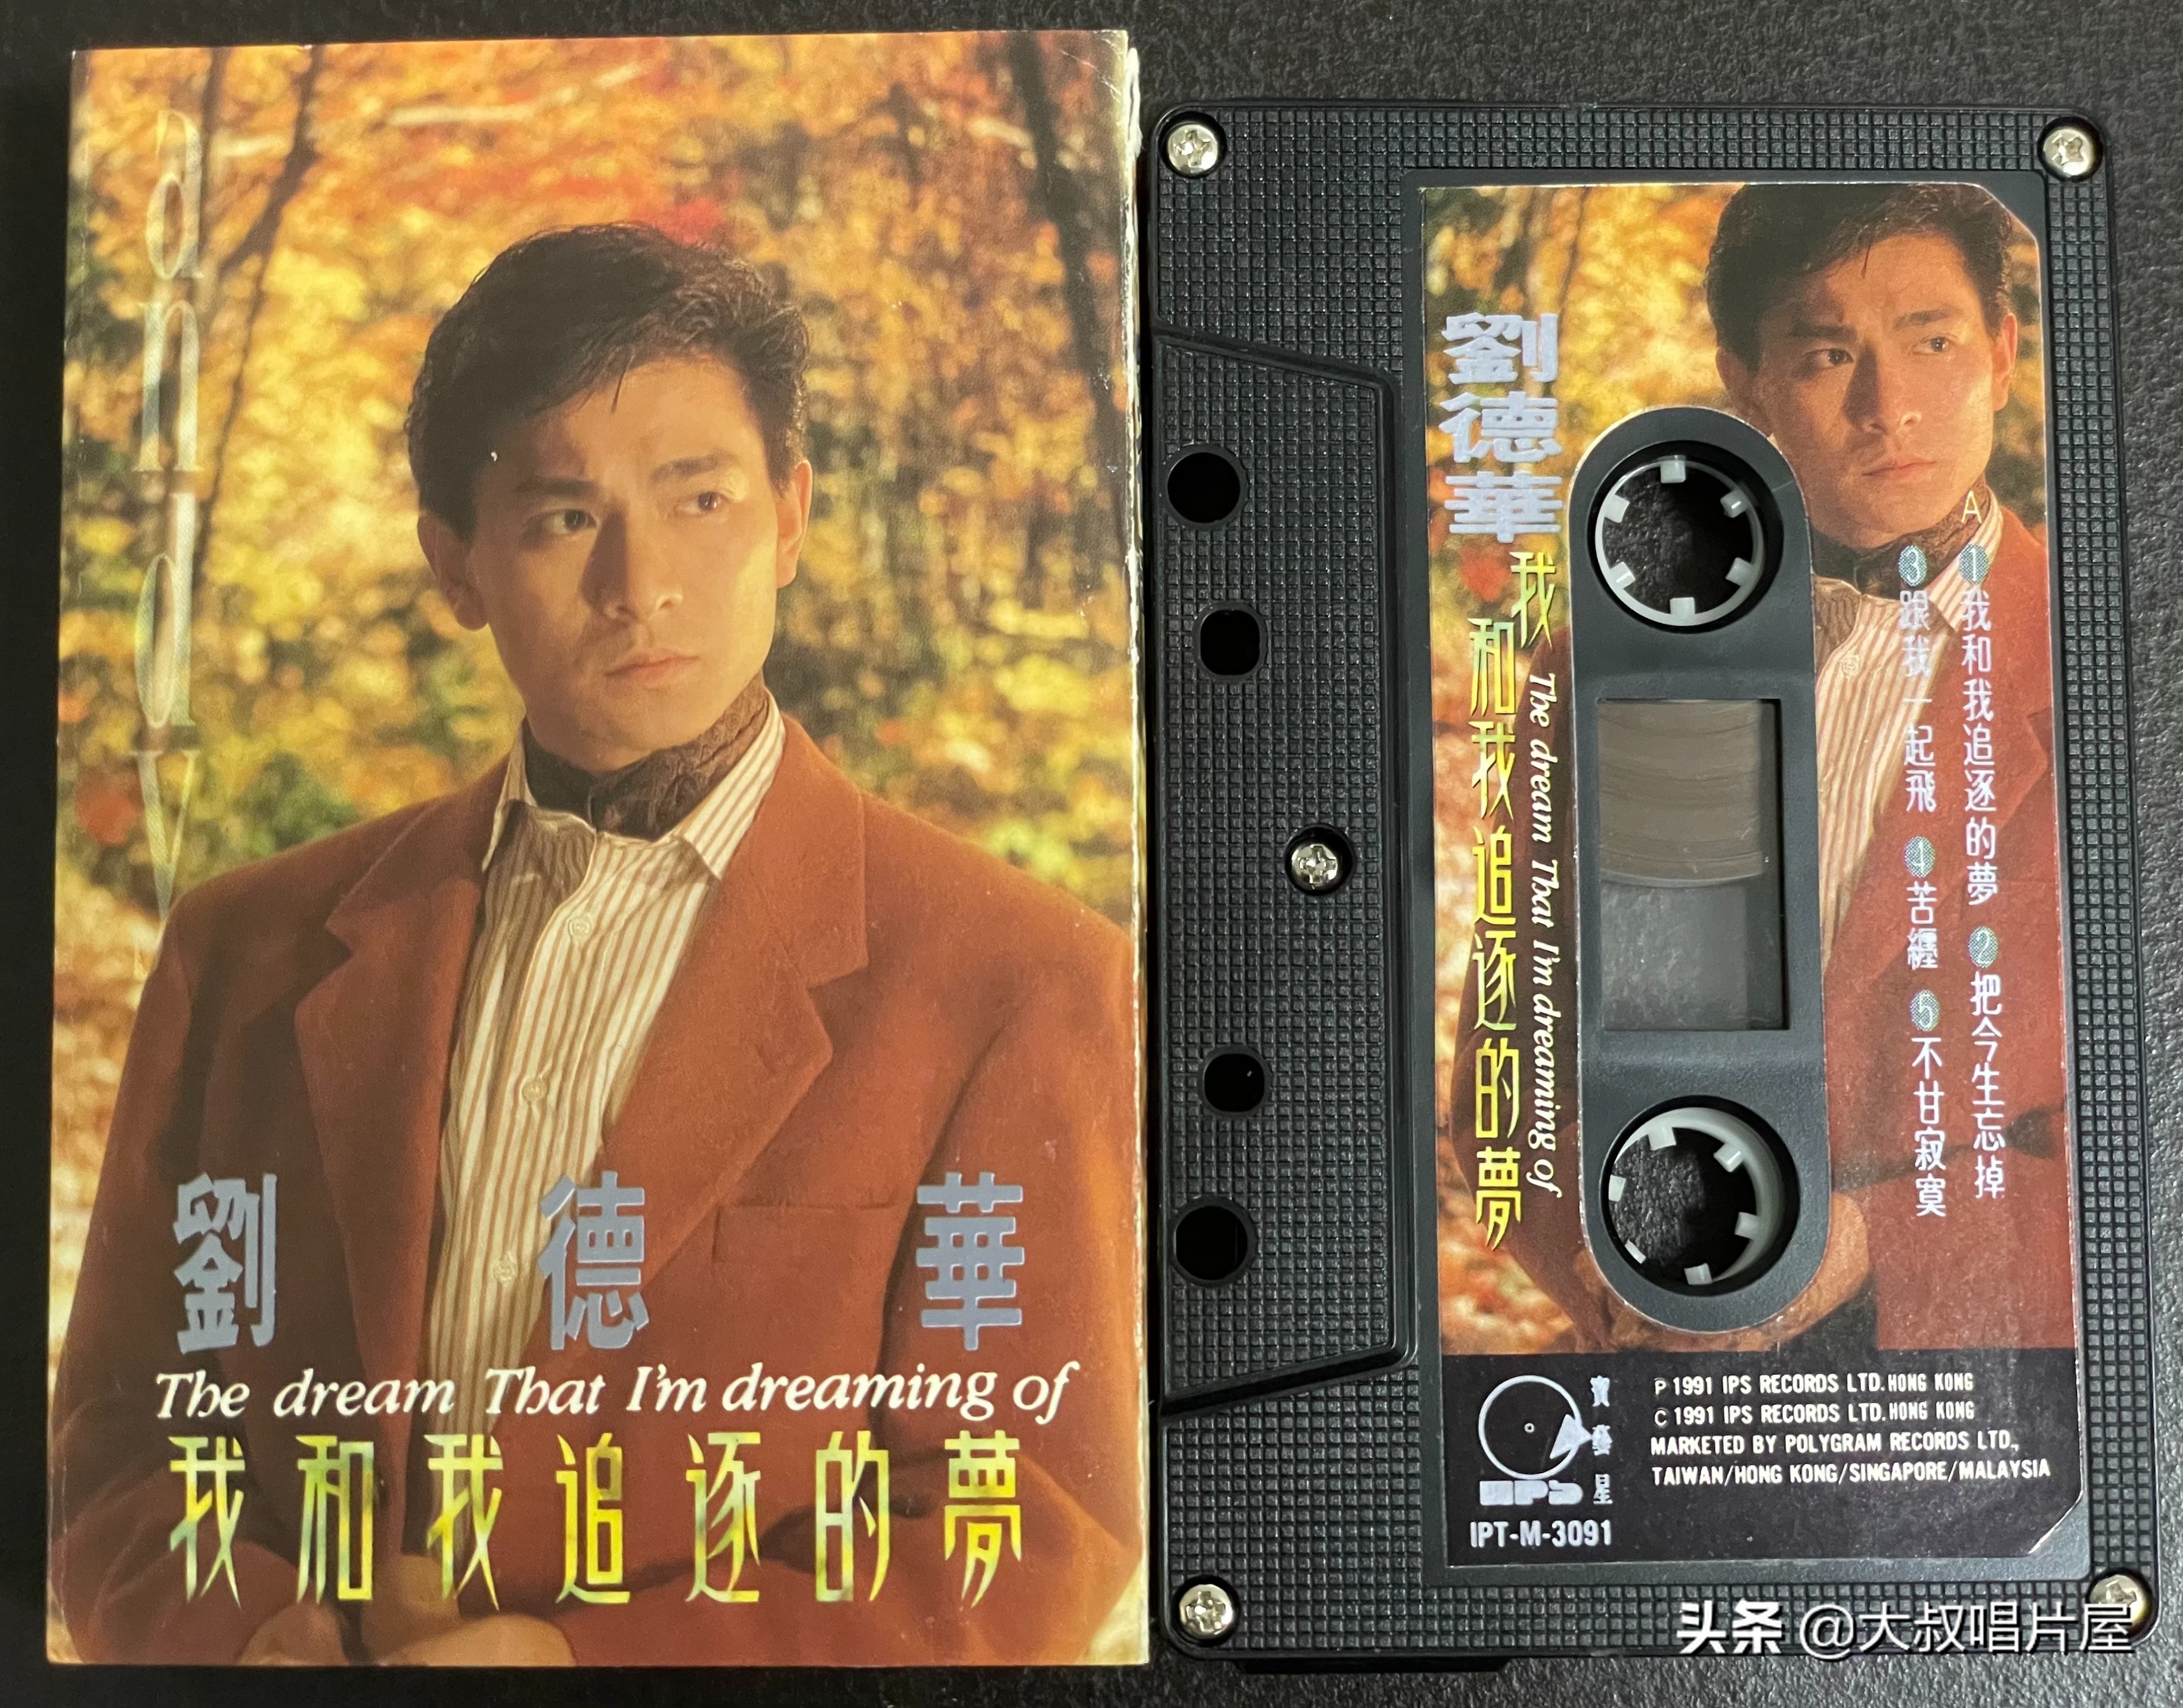 andy
劉德華
The dream That I'm dreaming of
我和我追逐的夢
劉德華
我和我追逐的夢
The dream That I'm dreaming of
A
1 我和我追逐的夢 2 把今生忘掉
3 跟我一起飛 4 苦纏 5 不甘寂寞
寶藝星
IPS
IPT-M-3091
P 1991 IPS RECORDS LTD. HONG KONG
C 1991 IPS RECORDS LTD. HONG KONG
MARKETED BY POLYGRAM RECORDS LTD.,
TAIWAN/HONG KONG/SINGAPORE/MALAYSIA
头条 @大叔唱片屋